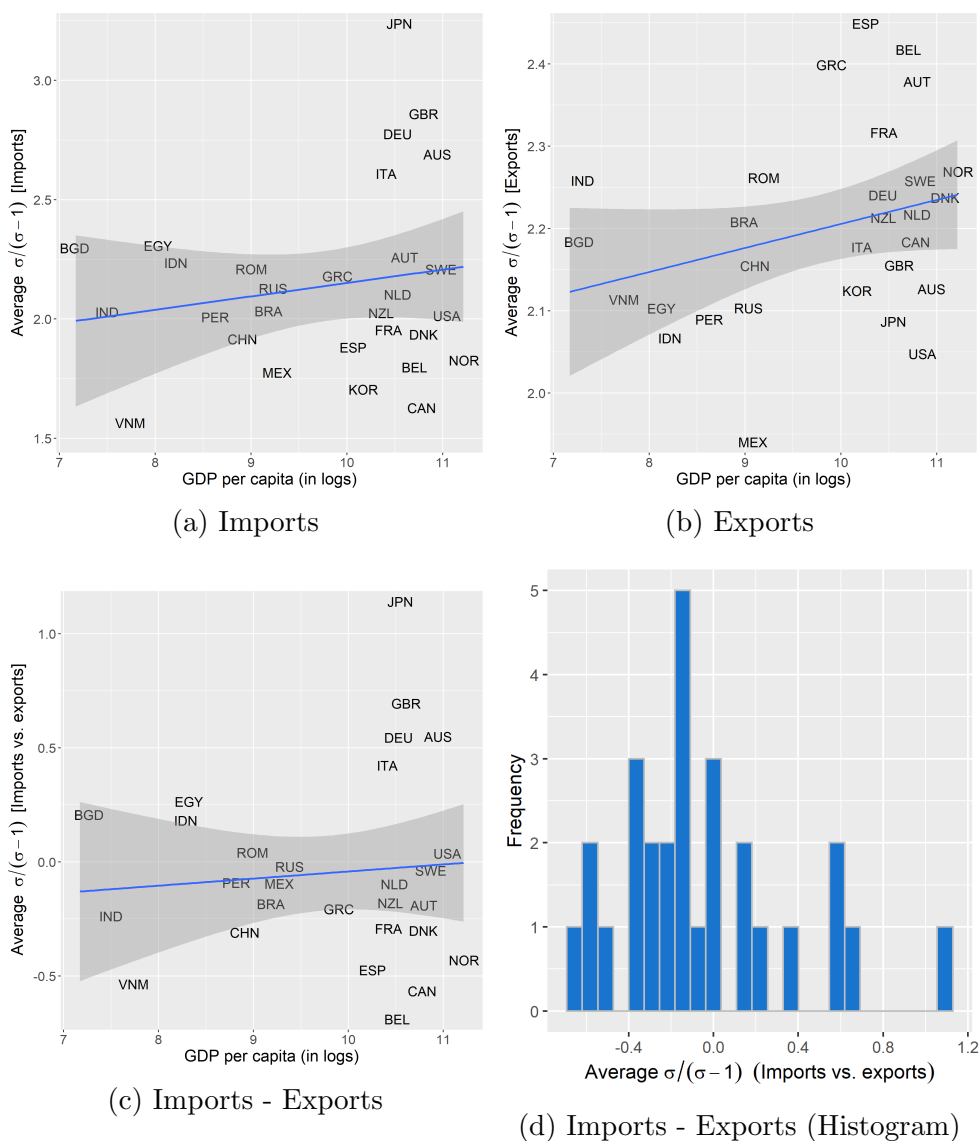 JPN
GBR
DEU
AUS
ITA
BGD
EGY
IDN
ROM
AUT
SWE
GRC
RUS
NLD
IND
PER
BRA
NZL
USA
FRA
DNK
CHN
ESP
MEX
BEL
NOR
KOR
CAN
VNM
3.0
2.5
2.0
1.5
7 8 9 10 11
GDP per capita (in logs)
Average σ/(σ−1) [Imports]
(a) Imports
ESP
BEL
GRC
AUT
FRA
IND
ROM
NOR
SWE
DEU
DNK
BRA
NZL
NLD
BGD
ITA
CAN
TCH
BGR
VNM
KOR
AUS
EGY
RUS
PER
JPN
IDN
USA
MEX
2.4
2.3
2.2
2.1
2.0
7 8 9 10 11
GDP per capita (in logs)
Average σ/(σ−1) [Exports]
(b) Exports
JPN
GBR
DEU
AUS
ITA
EGY
BGD
IDN
ROM
USA
RUS
SWE
PER
MEX
NLD
BRA
NZL
AUT
GRC
IND
CHN
FRA
DNK
NOR
ESP
VNM
CAN
BEL
1.0
0.5
0.0
-0.5
7 8 9 10 11
GDP per capita (in logs)
Average σ/(σ−1) [Imports vs. exports]
(c) Imports - Exports
5
4
3
2
1
0
-0.4 0.0 0.4 0.8 1.2
Frequency
Average σ/(σ−1) (Imports vs. exports)
(d) Imports - Exports (Histogram)